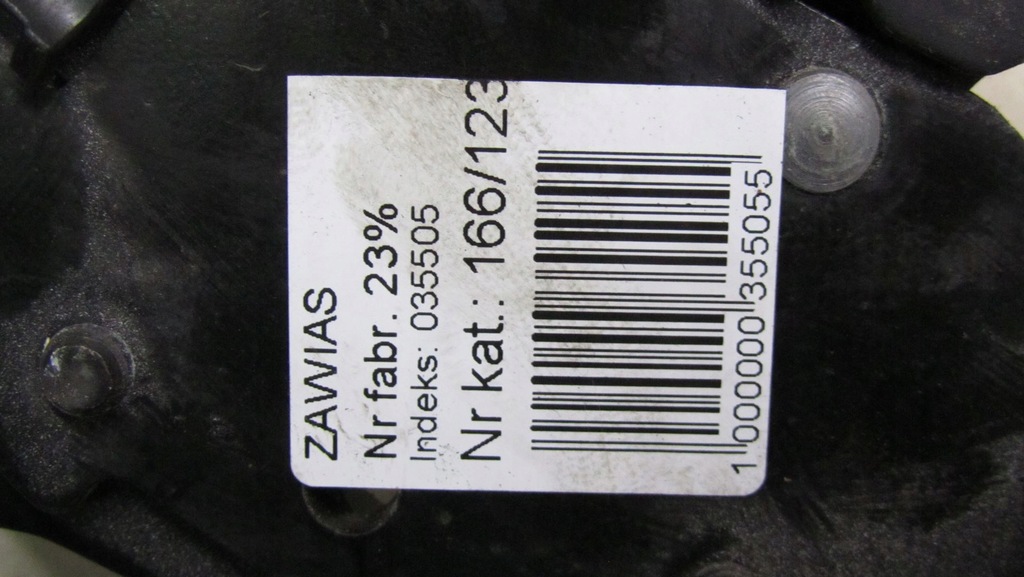 ZAWIAS
Nr fabr. 23%
Indeks: 035505
Nr kat.: 166/123
1000000355055